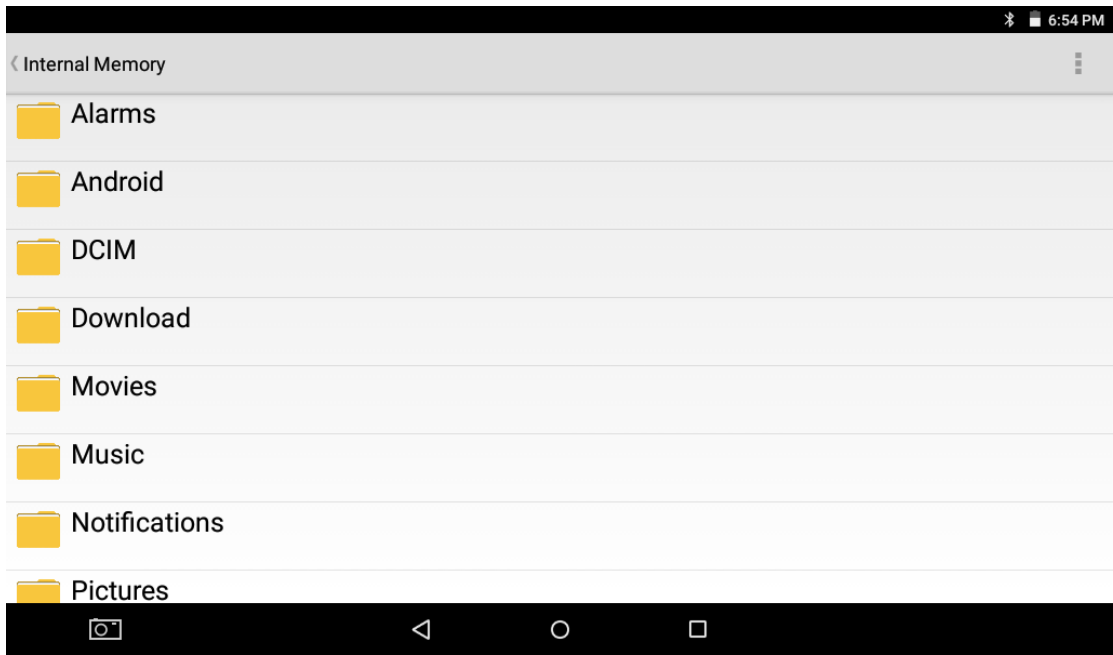 6:54 PM
Internal Memory
Alarms
Android
DCIM
Download
Movies
Music
Notifications
Pictures